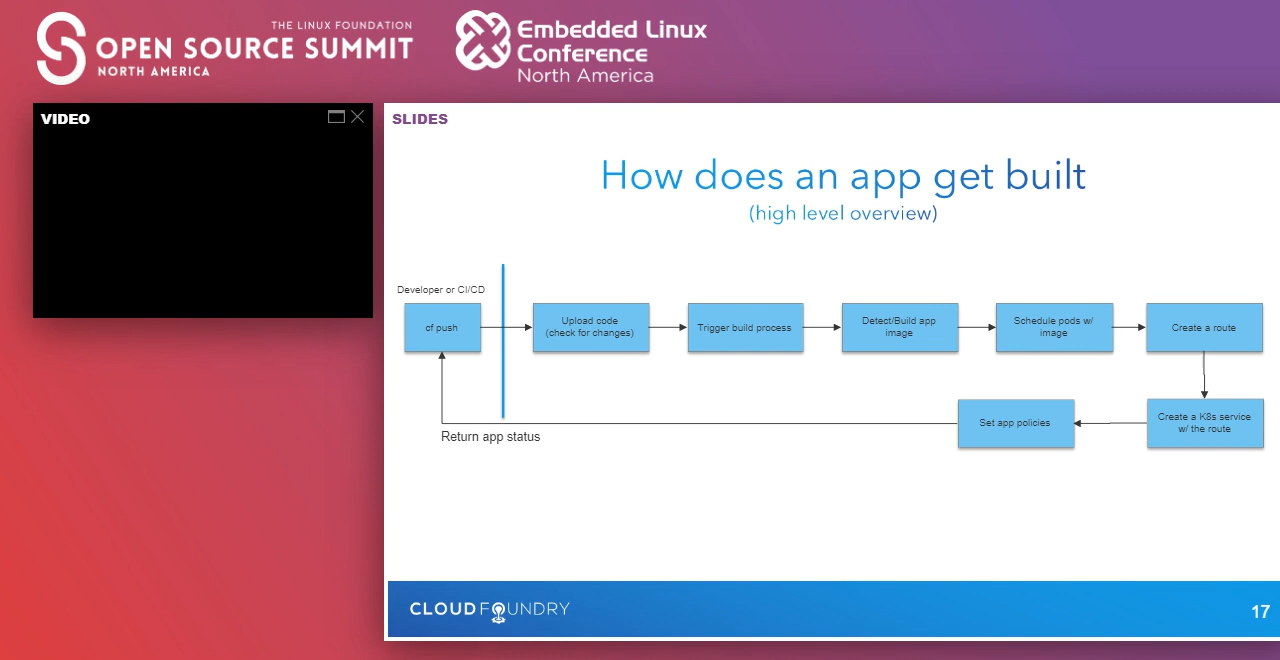 THE LINUX FOUNDATION
OPEN SOURCE SUMMIT
NORTH AMERICA
Embedded Linux
Conference
North America
VIDEO
SLIDES
How does an app get built
(high level overview)
Developer or CI/CD
cf push
Upload code
(check for changes)
Trigger build process
Detect/Build app
image
Schedule pods w/
image
Create a route
Create a K8s service
w/ the route
Set app policies
Return app status
CLOUD FOUNDRY
17